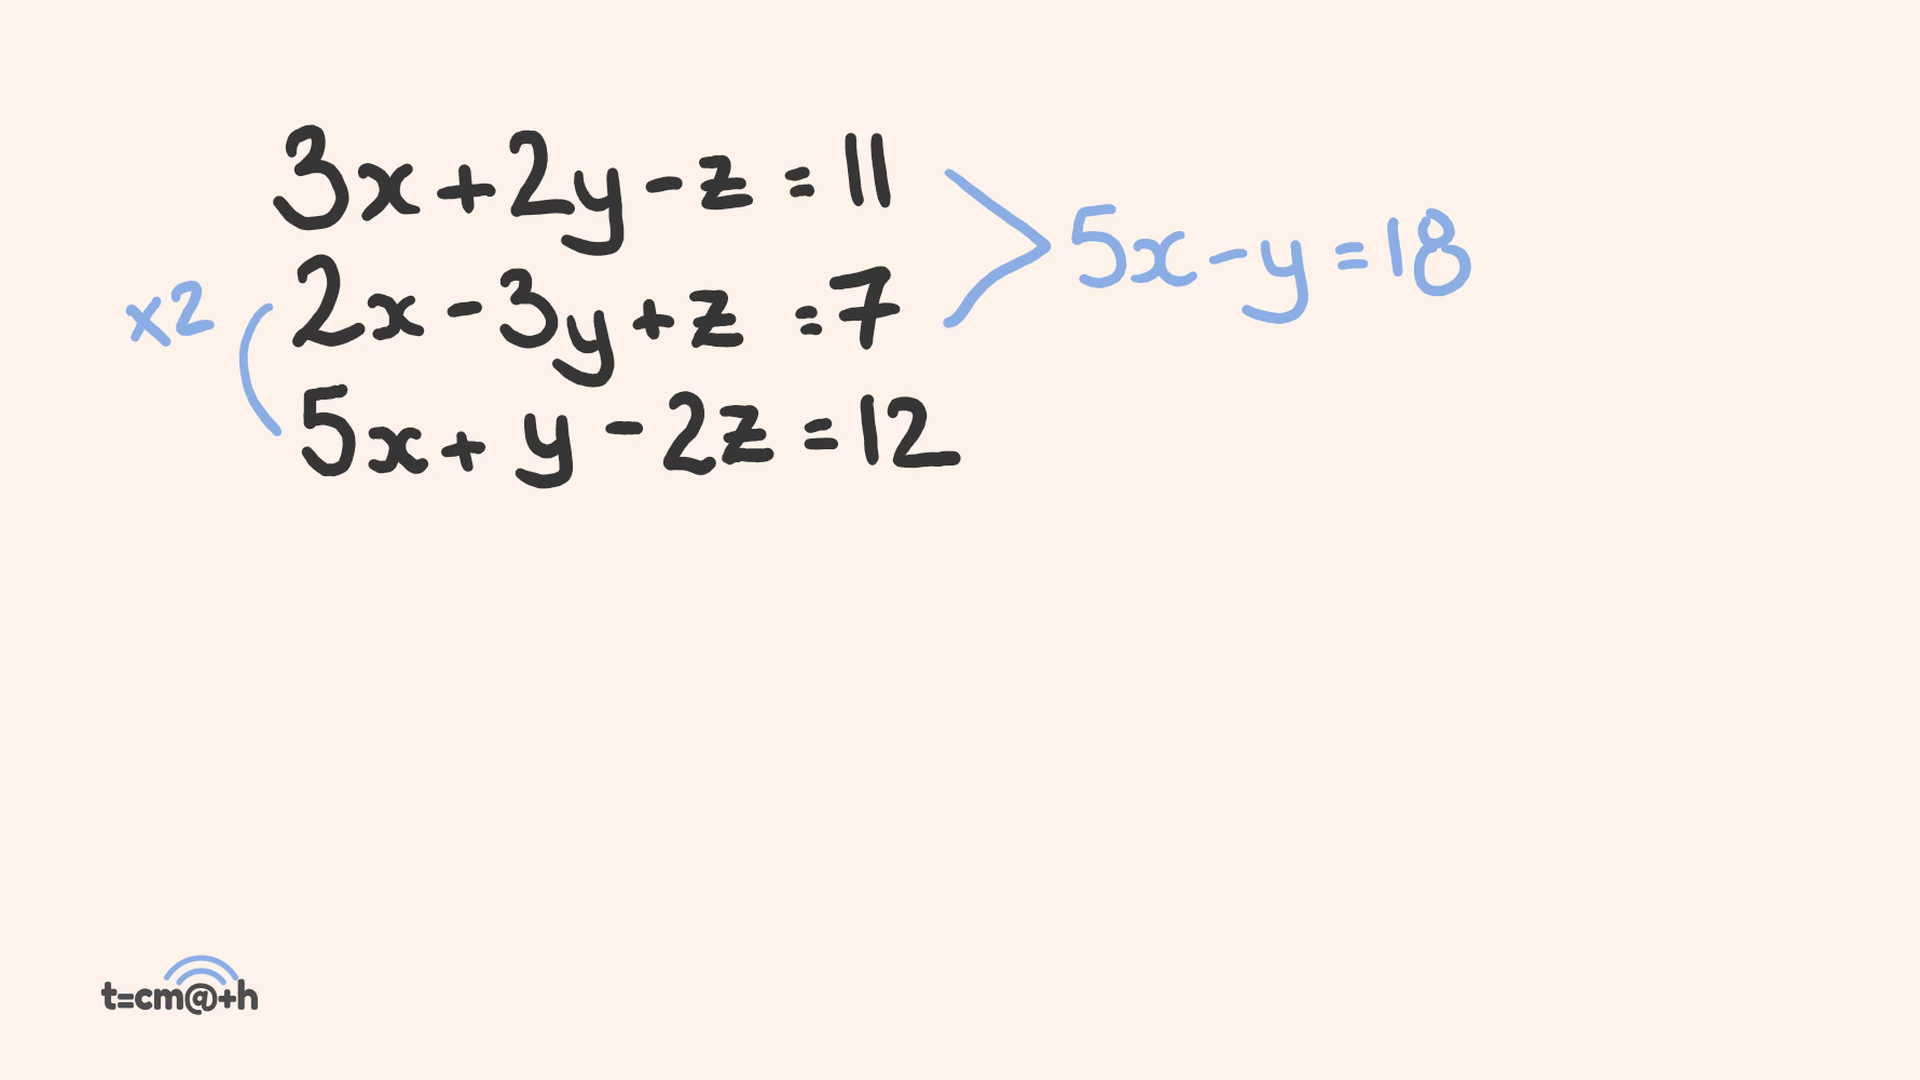 3x + 2y - z = 11
5x - y = 18
x2
2x - 3y + z = 7
5x + y - 2z = 12
t=cm@+h